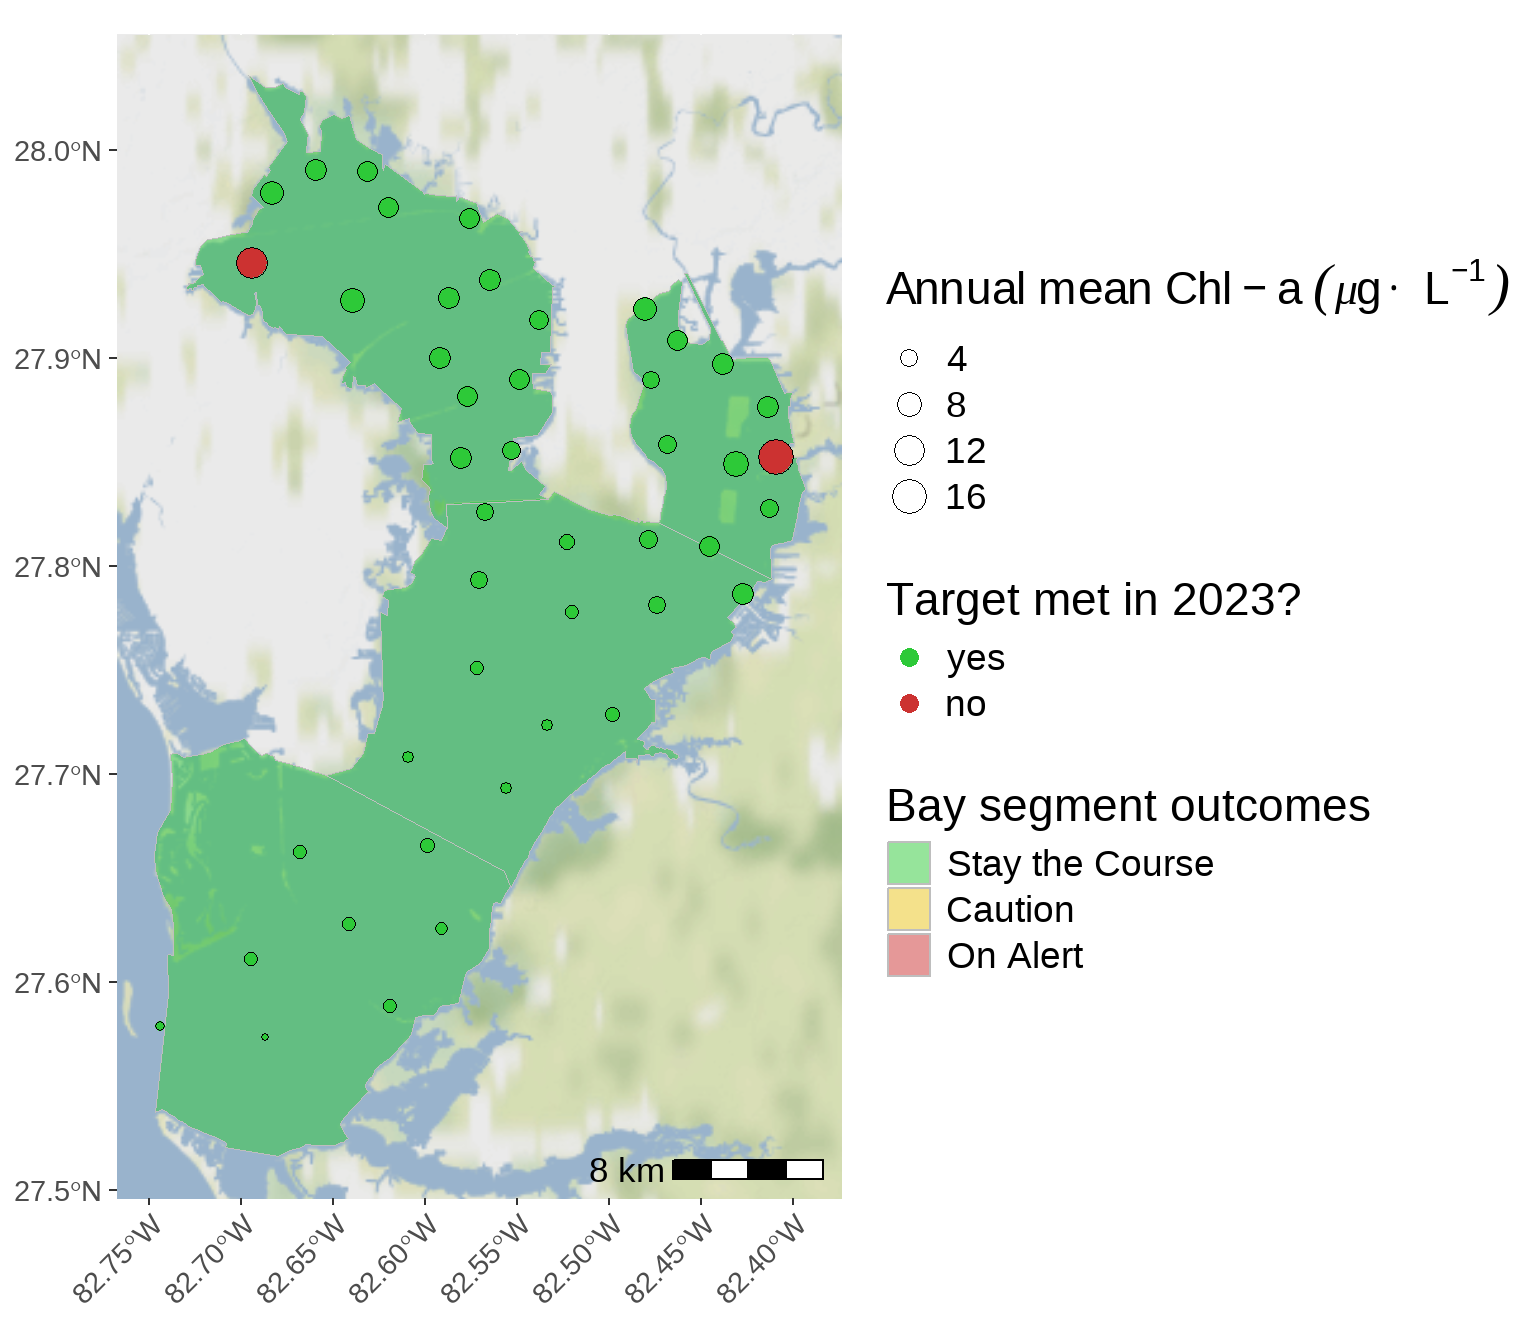 28.0°N
27.9°N
27.8°N
27.7°N
27.6°N
27.5°N
82.75°W
82.70°W
82.65°W
82.60°W
82.55°W
82.50°W
82.45°W
82.40°W
8 km
Annual mean Chl − a (μg · L⁻¹)
4
8
12
16
Target met in 2023?
yes
no
Bay segment outcomes
Stay the Course
Caution
On Alert